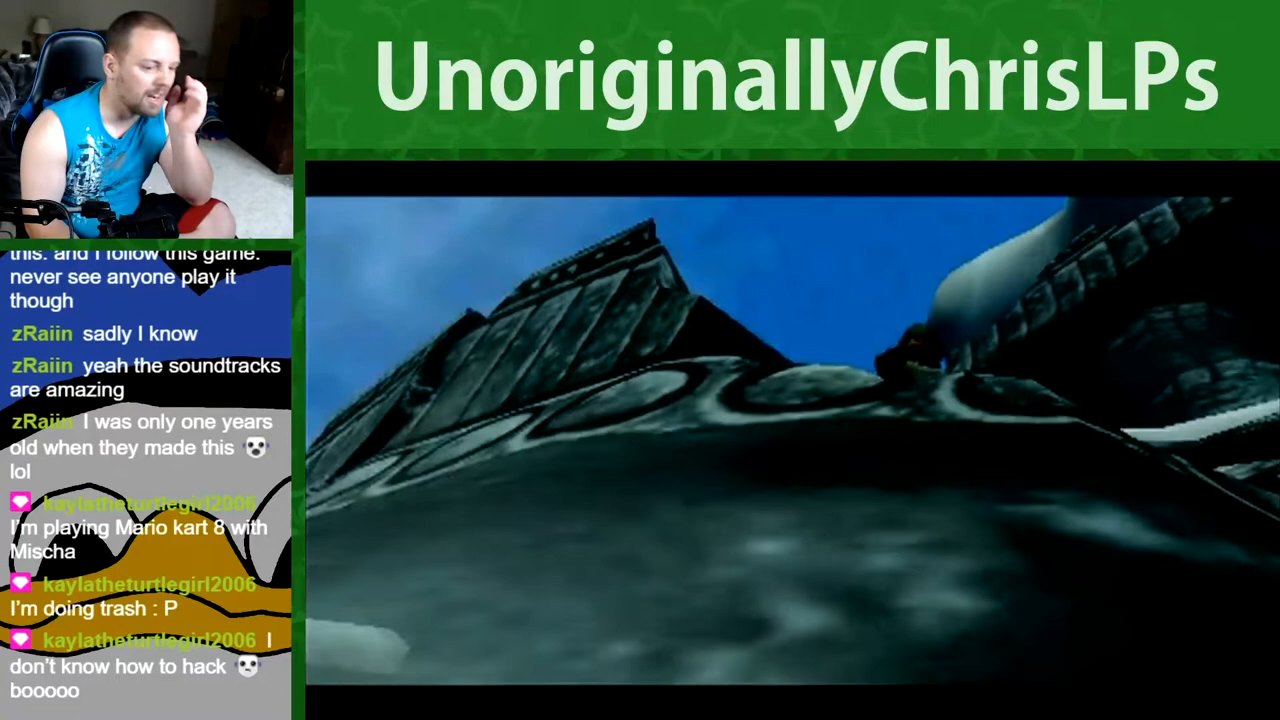 UnoriginallyChrisLPs
this. and I follow this game.
never see anyone play it
though
zRaiin sadly I know
zRaiin yeah the soundtracks
are amazing
zRaiin I was only one years
old when they made this
lol
kaylatheturtlegirl2006
I'm playing Mario kart 8 with
Mischa
kaylatheturtlegirl2006
I'm doing trash : P
kaylatheturtlegirl2006 I
don't know how to hack
booooo